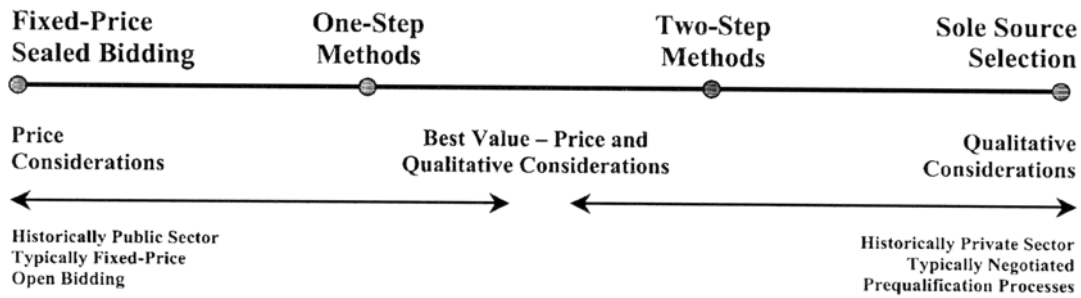 Fixed-Price
Sealed Bidding
One-Step
Methods
Two-Step
Methods
Sole Source
Selection
Price
Considerations
Best Value – Price and
Qualitative Considerations
Qualitative
Considerations
Historically Public Sector
Typically Fixed-Price
Open Bidding
Historically Private Sector
Typically Negotiated
Prequalification Processes